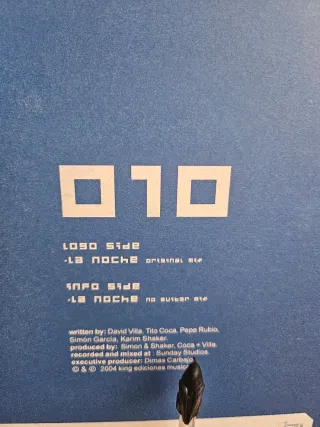 010
Logo side
-La noche original mix
info side
-La noche no guitar mix
written by: David Villa, Tito Coca, Pepe Rubio,
Simón García, Karim Shaker.
produced by: Simon & Shaker, Coca + Villa.
recorded and mixed at : Sunday Studios.
executive producer: Dimas Carbajo
© & © 2004 king ediciones music